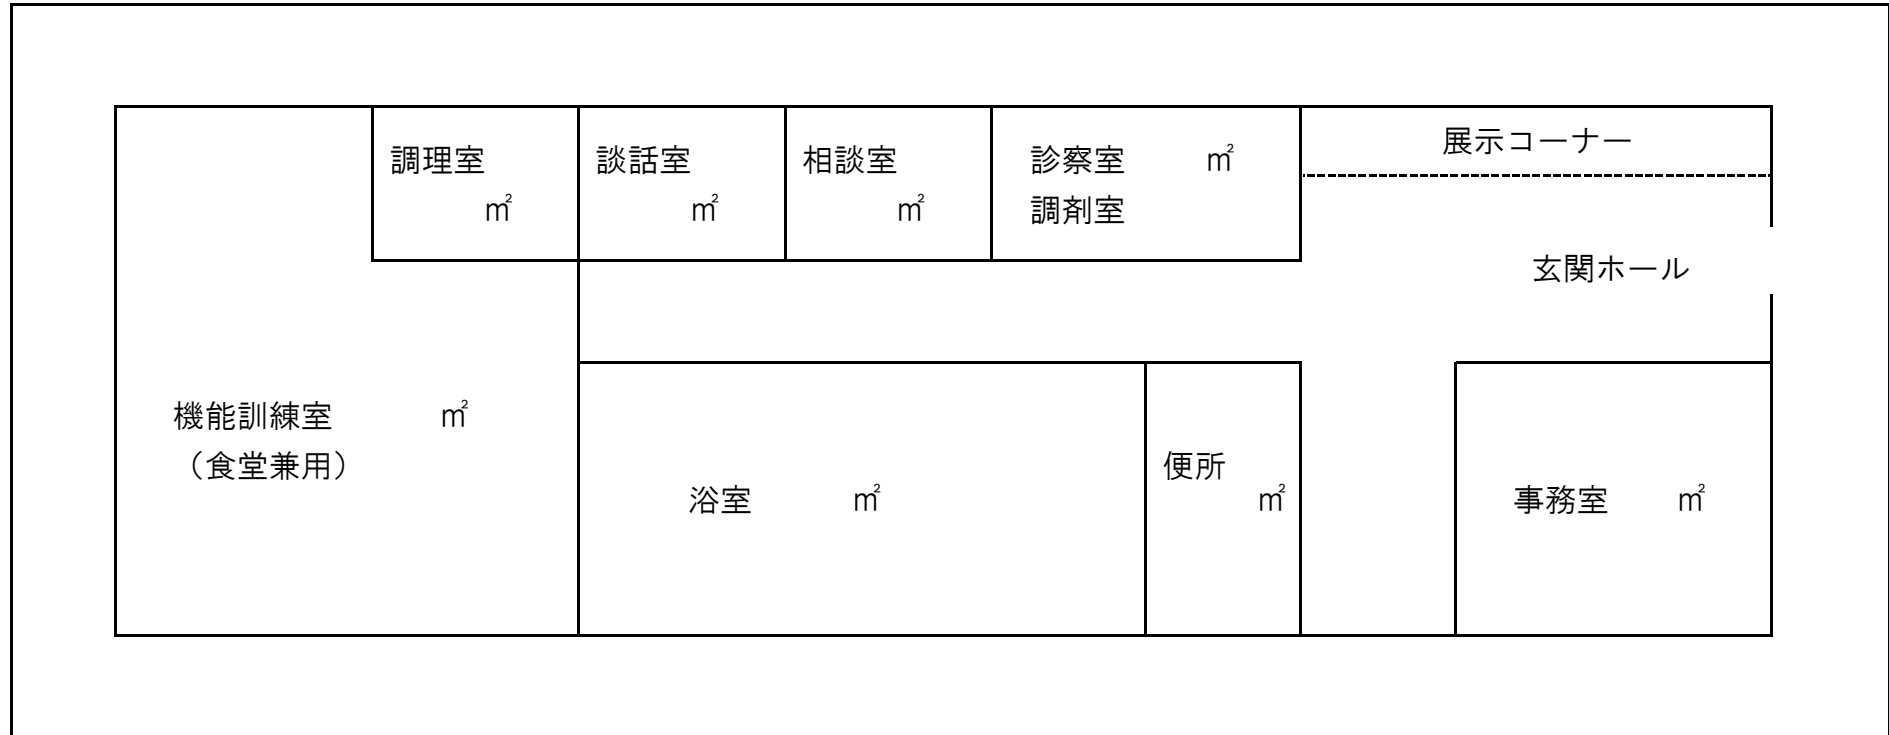 調理室
㎡
談話室
㎡
相談室
㎡
診察室 ㎡
調剤室
展示コーナー
玄関ホール
機能訓練室 ㎡
（食堂兼用）
浴室 ㎡
便所
㎡
事務室 ㎡